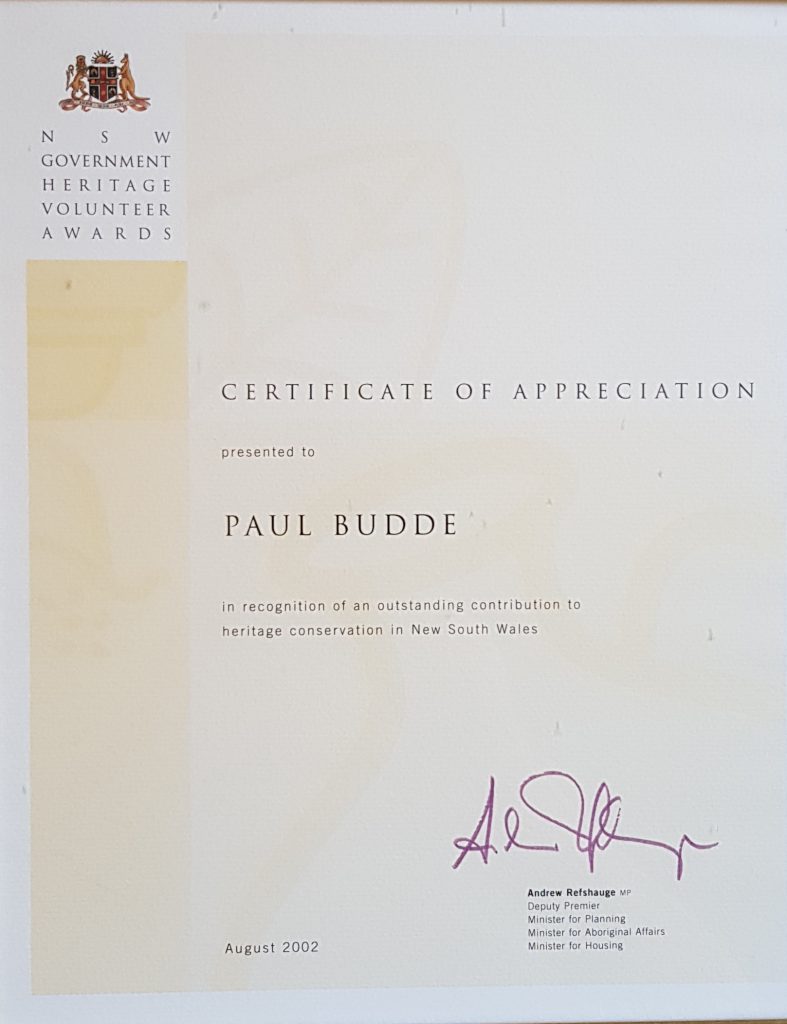 N S W
GOVERNMENT
HERITAGE
VOLUNTEER
AWARDS
CERTIFICATE OF APPRECIATION
presented to
PAUL BUDDE
in recognition of an outstanding contribution to
heritage conservation in New South Wales
Andrew Refshauge MP
Deputy Premier
Minister for Planning
Minister for Aboriginal Affairs
Minister for Housing
August 2002